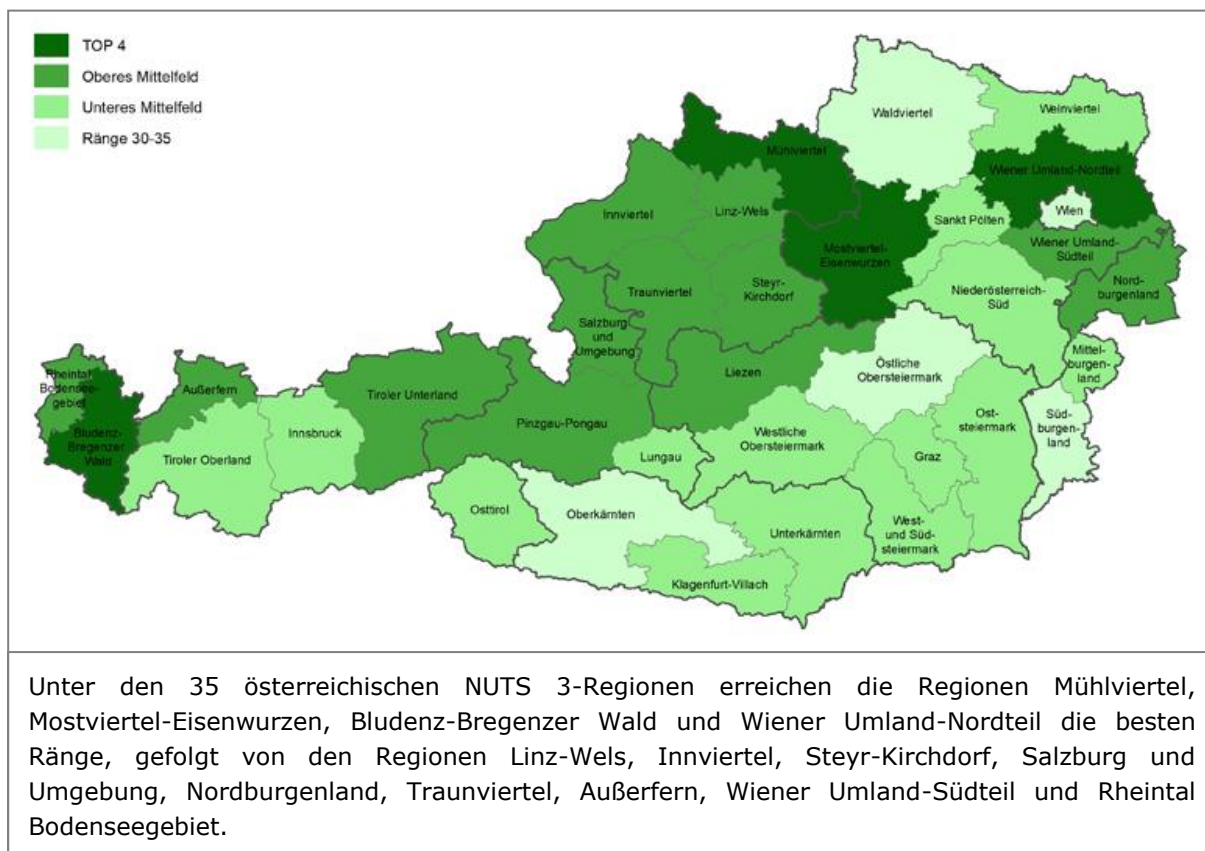 TOP 4
Oberes Mittelfeld
Unteres Mittelfeld
Ränge 30-35
Waldviertel
Weinviertel
Mühlviertel
Wiener Umland-Nordteil
Innviertel
Linz-Wels
Sankt Pölten
Wien
Mostviertel-
Eisenwurzen
Wiener Umland-
Südteil
Traunviertel
Steyr-
Kirchdorf
Niederösterreich-
Süd
Nord-
burgenland
Salzburg
und
Umgebung
Rheintal
Bodensee-
gebiet
Außerfern
Tiroler Unterland
Liezen
Östliche
Obersteiermark
Mittel-
burgen-
land
Bludenz-
Bregenzer
Wald
Innsbruck
Pinzgau-Pongau
Ost-
steiermark
Süd-
burgen-
land
Tiroler Oberland
Lungau
Westliche
Obersteiermark
Graz
Osttirol
Oberkärnten
Unterkärnten
West-
und Süd-
steiermark
Klagenfurt-Villach
Unter den 35 österreichischen NUTS 3-Regionen erreichen die Regionen Mühlviertel,
Mostviertel-Eisenwurzen, Bludenz-Bregenzer Wald und Wiener Umland-Nordteil die besten
Ränge, gefolgt von den Regionen Linz-Wels, Innviertel, Steyr-Kirchdorf, Salzburg und
Umgebung, Nordburgenland, Traunviertel, Außerfern, Wiener Umland-Südteil und Rheintal
Bodenseegebiet.